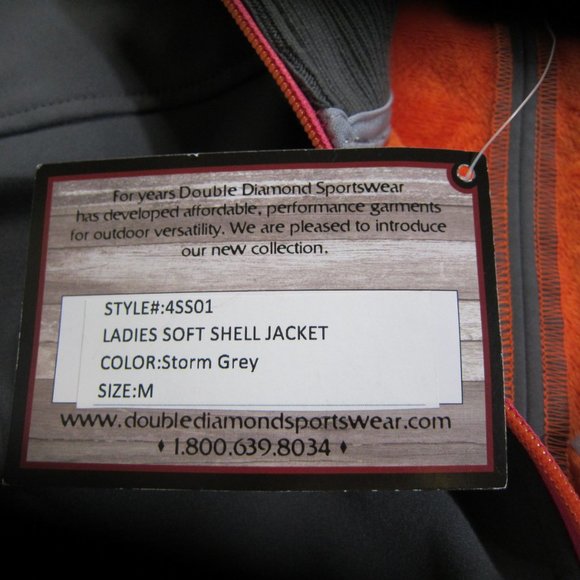 For years Double Diamond Sportswear
has developed affordable, performance garments
for outdoor versatility. We are pleased to introduce
our new collection.
STYLE#:4SS01
LADIES SOFT SHELL JACKET
COLOR:Storm Grey
SIZE:M
www.doublediamondsportswear.com
♦ 1.800.639.8034 ♦